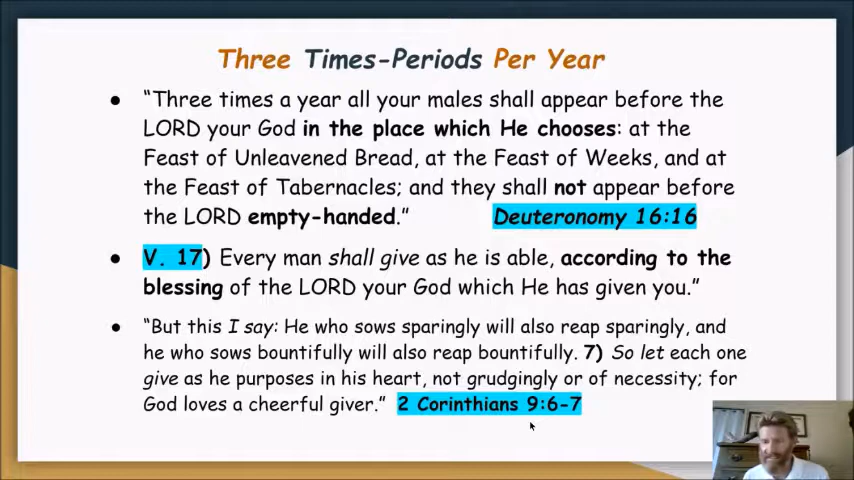 Three Times-Periods Per Year
● “Three times a year all your males shall appear before the
LORD your God in the place which He chooses: at the
Feast of Unleavened Bread, at the Feast of Weeks, and at
the Feast of Tabernacles; and they shall not appear before
the LORD empty-handed.” Deuteronomy 16:16
● V. 17) Every man shall give as he is able, according to the
blessing of the LORD your God which He has given you.”
● “But this I say: He who sows sparingly will also reap sparingly, and
he who sows bountifully will also reap bountifully. 7) So let each one
give as he purposes in his heart, not grudgingly or of necessity; for
God loves a cheerful giver.” 2 Corinthians 9:6-7